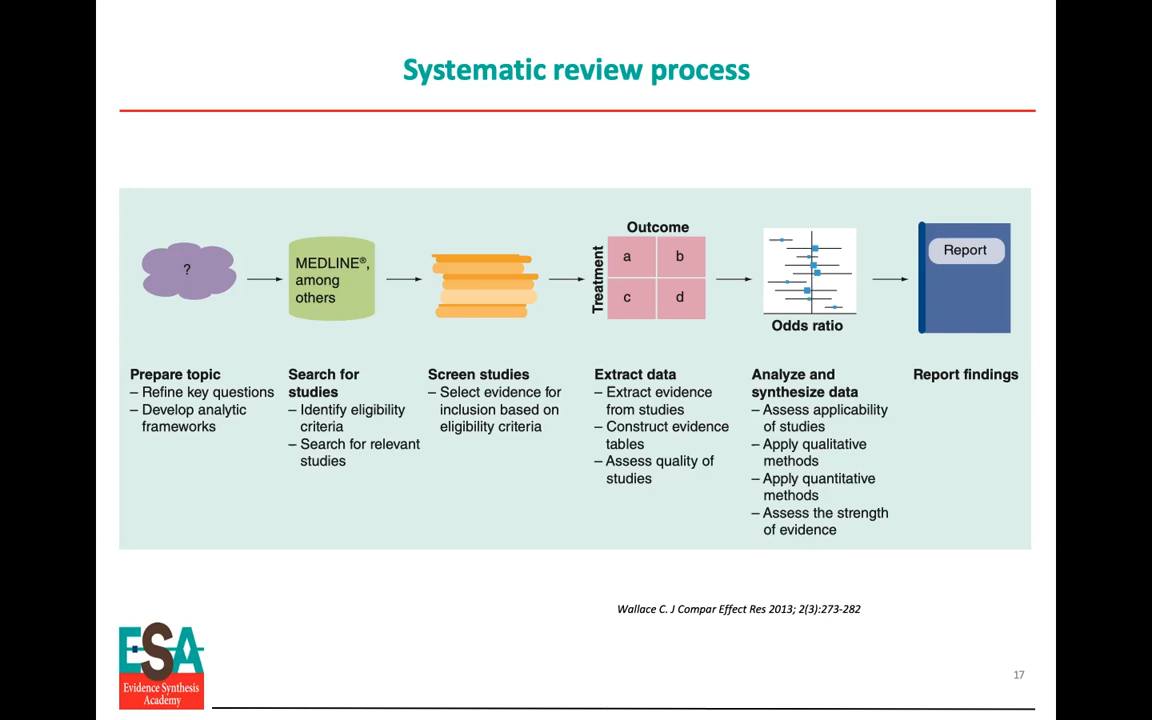 Systematic review process
?
MEDLINE®,
among
others
Outcome
Treatment
a
b
c
d
Odds ratio
Report
Prepare topic
– Refine key questions
– Develop analytic
frameworks
Search for
studies
– Identify eligibility
criteria
– Search for relevant
studies
Screen studies
– Select evidence for
inclusion based on
eligibility criteria
Extract data
– Extract evidence
from studies
– Construct evidence
tables
– Assess quality of
studies
Analyze and
synthesize data
– Assess applicability
of studies
– Apply qualitative
methods
– Apply quantitative
methods
– Assess the strength
of evidence
Report findings
Wallace C. J Compar Effect Res 2013; 2(3):273-282
ESA
Evidence Synthesis
Academy
17